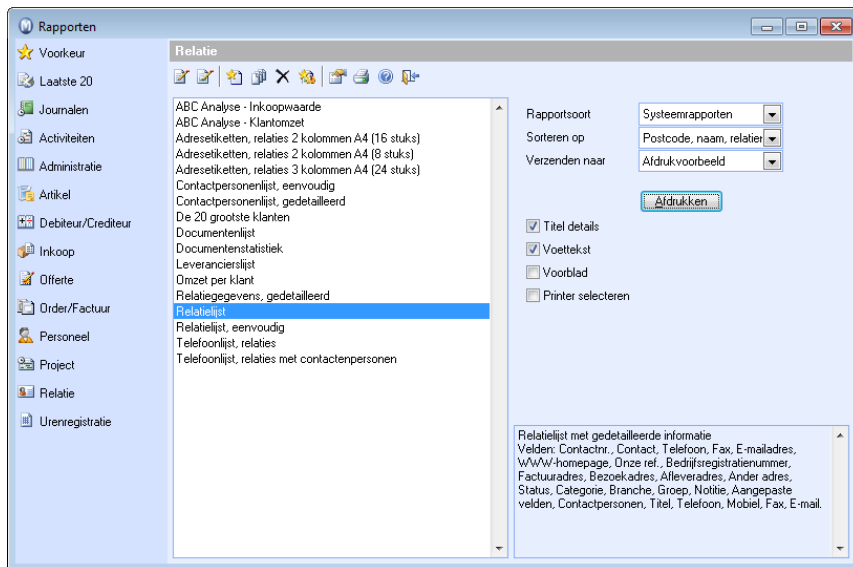 Rapporten
Voorkeur
Laatste 20
Journalen
Activiteiten
Administratie
Artikel
Debiteur/Crediteur
Inkoop
Offerte
Order/Factuur
Personeel
Project
Relatie
Urenregistratie
Relatie
ABC Analyse - Inkoopwaarde
ABC Analyse - Klantomzet
Adresetiketten, relaties 2 kolommen A4 (16 stuks)
Adresetiketten, relaties 2 kolommen A4 (8 stuks)
Adresetiketten, relaties 3 kolommen A4 (24 stuks)
Contactpersonenlijst, eenvoudig
Contactpersonenlijst, gedetailleerd
De 20 grootste klanten
Documentenlijst
Documentenstatistiek
Leverancierslijst
Omzet per klant
Relatiegegevens, gedetailleerd
Relatielijst
Relatielijst, eenvoudig
Telefoonlijst, relaties
Telefoonlijst, relaties met contactenpersonen
Rapportsoort Systeemrapporten
Sorteren op Postcode, naam, relatier
Verzenden naar Afdrukvoorbeeld
Afdrukken
Titel details
Voettekst
Voorblad
Printer selecteren
Relatielijst met gedetailleerde informatie
Velden: Contactnr., Contact, Telefoon, Fax, E-mailadres,
WWW-homepage, Onze ref., Bedrijfsregistratienummer,
Factuuradres, Bezoekadres, Afleveradres, Ander adres,
Status, Categorie, Branche, Groep, Notitie, Aangepaste
velden, Contactpersonen, Titel, Telefoon, Mobiel, Fax, E-mail.